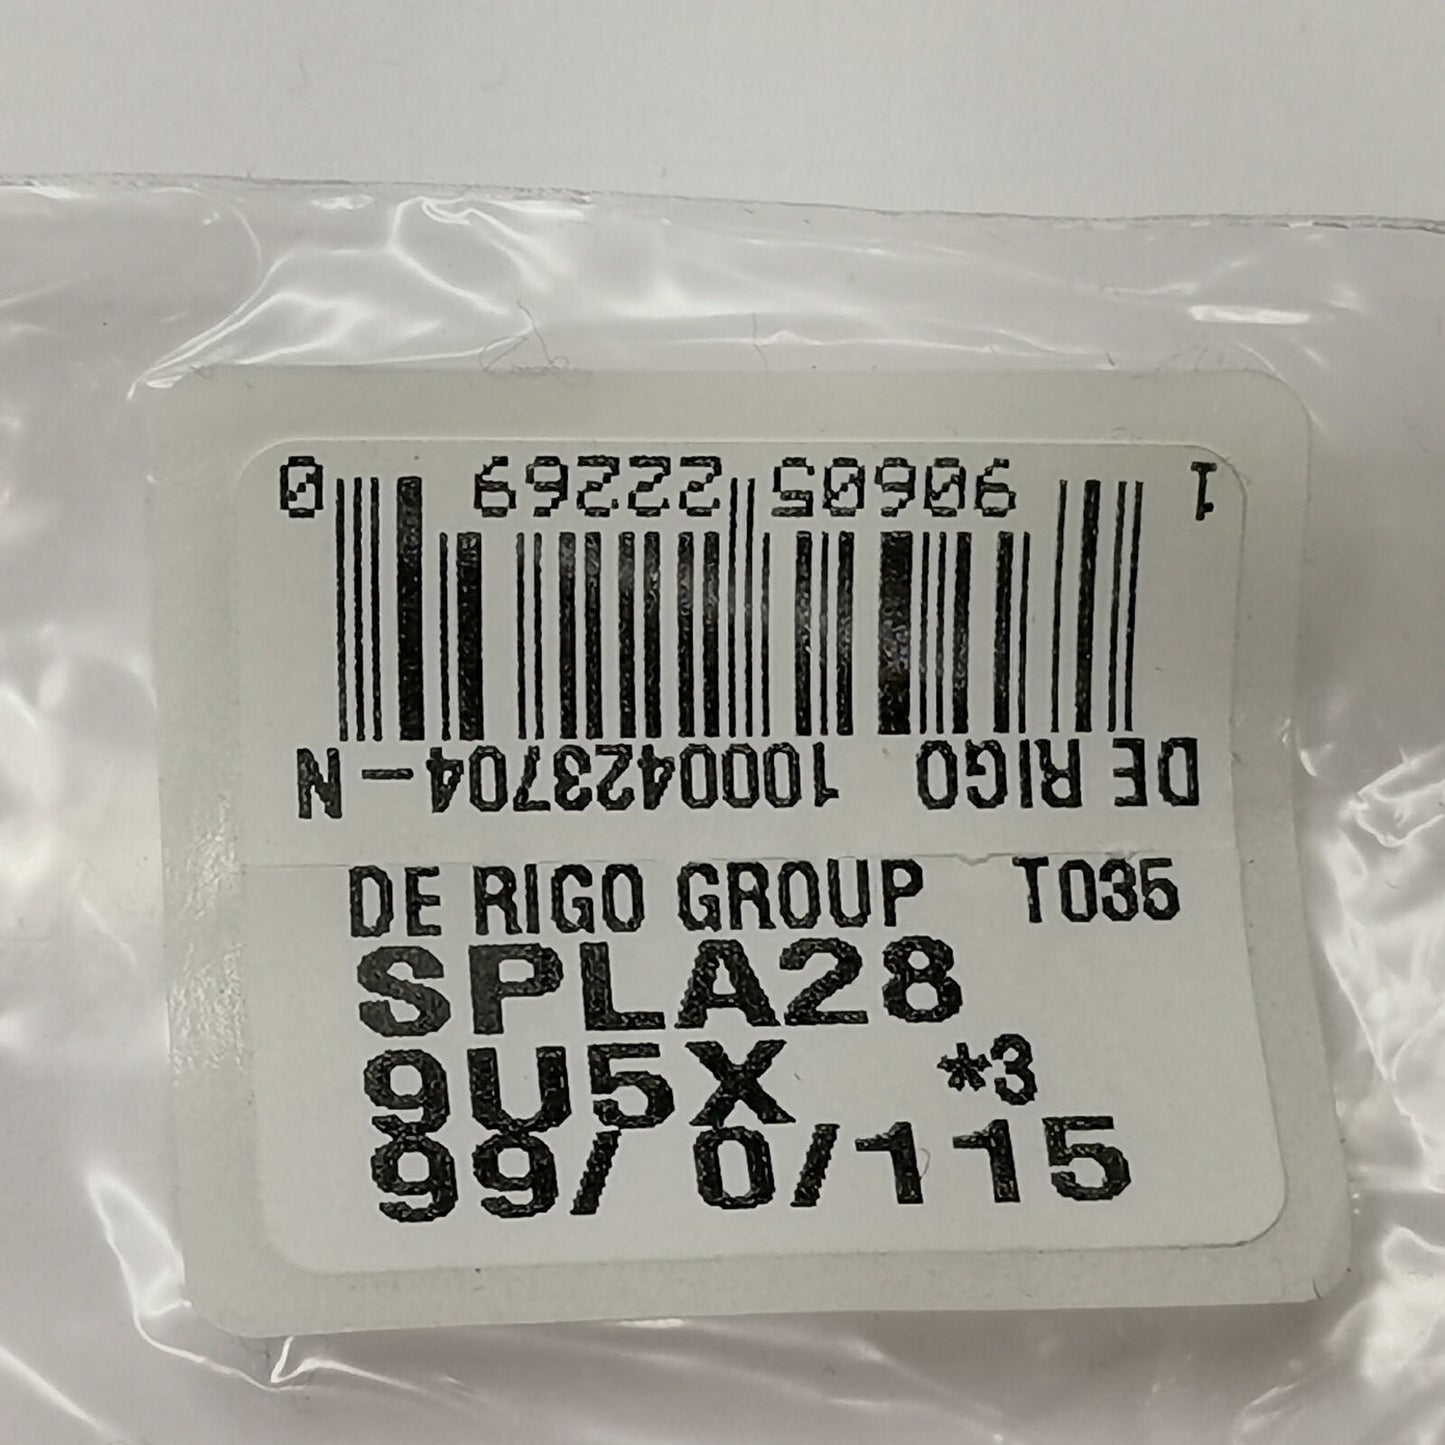 1 90605 22269 0
DE RIGO 1000423704-N
DE RIGO GROUP T035
SPLA28
9U5X *3
99/ 0/115